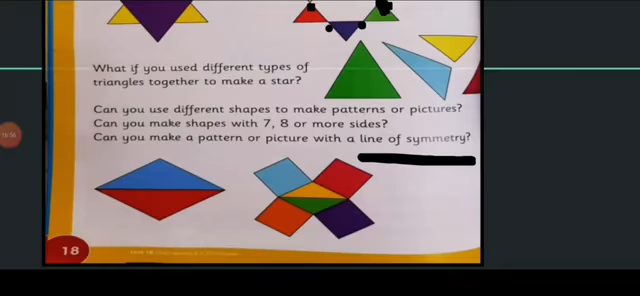 What if you used different types of
triangles together to make a star?
Can you use different shapes to make patterns or pictures?
Can you make shapes with 7, 8 or more sides?
Can you make a pattern or picture with a line of symmetry?
18